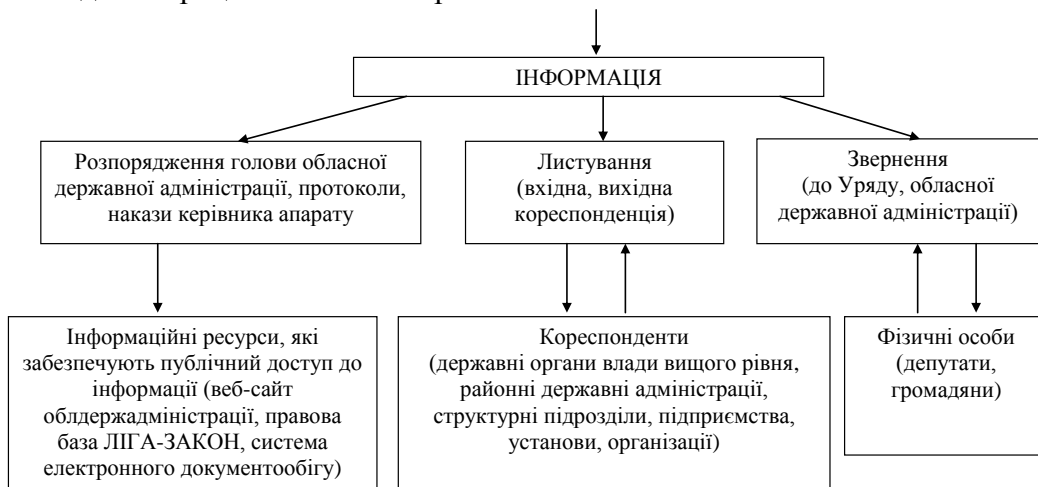 ІНФОРМАЦІЯ
Розпорядження голови обласної
державної адміністрації, протоколи,
накази керівника апарату
Листування
(вхідна, вихідна
кореспонденція)
Звернення
(до Уряду, обласної
державної адміністрації)
Інформаційні ресурси, які
забезпечують публічний доступ до
інформації (веб-сайт
облдержадміністрації, правова
база ЛІГА-ЗАКОН, система
електронного документообігу)
Кореспонденти
(державні органи влади вищого рівня,
районні державні адміністрації,
структурні підрозділи, підприємства,
установи, організації)
Фізичні особи
(депутати,
громадяни)